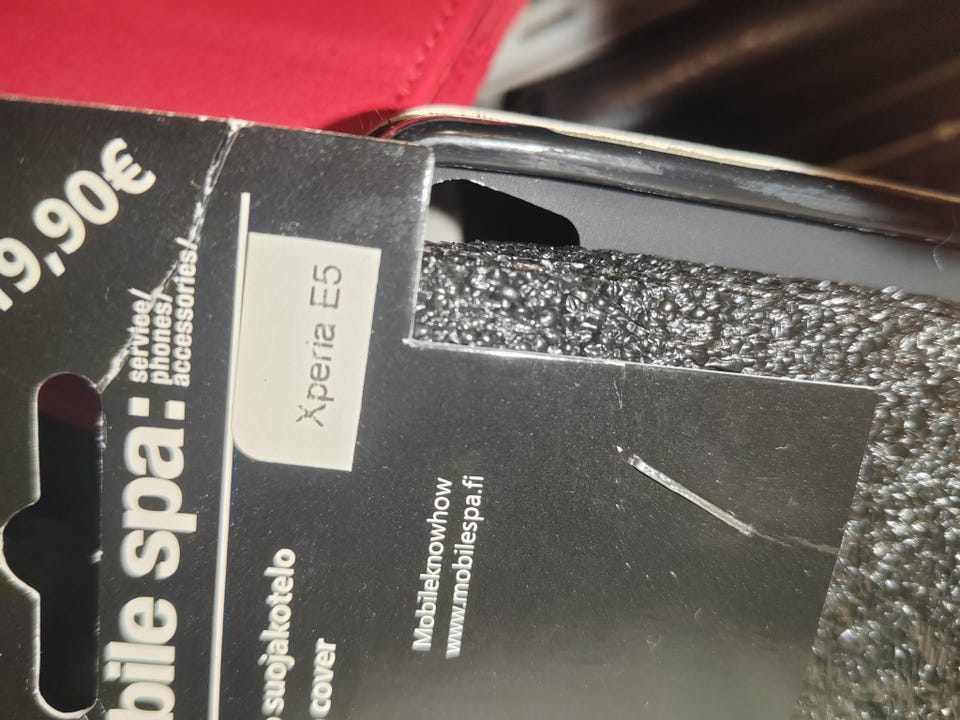 9,90€
bile spa:
service/
phones/
accessories/
Xperia E5
suojakotelo
cover
Mobileknowhow
www.mobilespa.fi